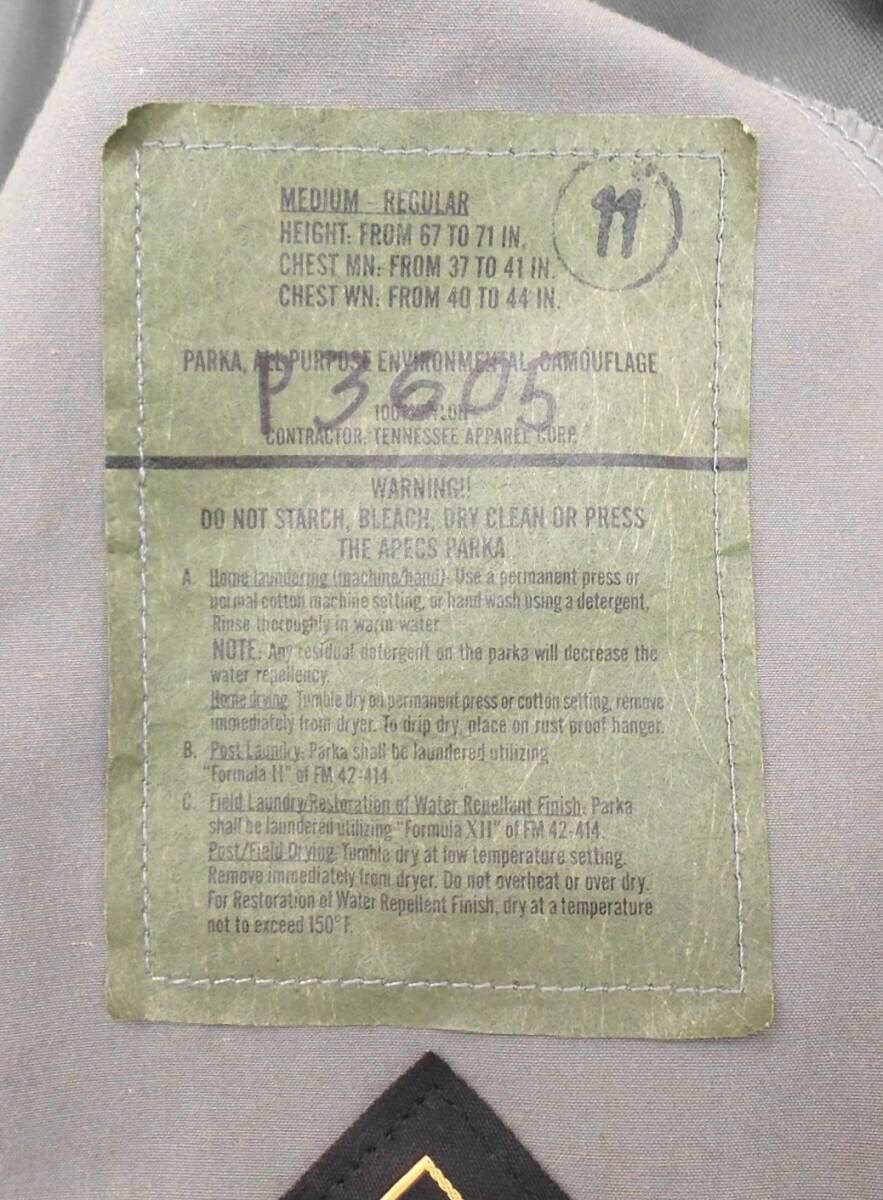 MEDIUM - REGULAR
11
HEIGHT: FROM 67 TO 71 IN.
CHEST MN: FROM 37 TO 41 IN.
CHEST WN: FROM 40 TO 44 IN.
PARKA, ALL PURPOSE ENVIRONMENTAL CAMOUFLAGE
P 3605
100% NYLON
CONTRACTOR: TENNESSEE APPAREL CORP.
WARNING!!
DO NOT STARCH, BLEACH, DRY CLEAN OR PRESS
THE APECS PARKA
A. Home laundering (machine/hand): Use a permanent press or
normal cotton machine setting, or hand wash using a detergent.
Rinse thoroughly in warm water.
NOTE: Any residual detergent on the parka will decrease the
water repellency.
Home drying: Tumble dry on permanent press or cotton setting, remove
immediately from dryer. To drip dry, place on rust proof hanger.
B. Post Laundry: Parka shall be laundered utilizing
"Formula II" of FM 42-414.
C. Field Laundry/Restoration of Water Repellant Finish: Parka
shall be laundered utilizing "Formula XII" of FM 42-414.
Post/Field Drying: Tumble dry at low temperature setting.
Remove immediately from dryer. Do not overheat or over dry.
For Restoration of Water Repellent Finish, dry at a temperature
not to exceed 150°F.